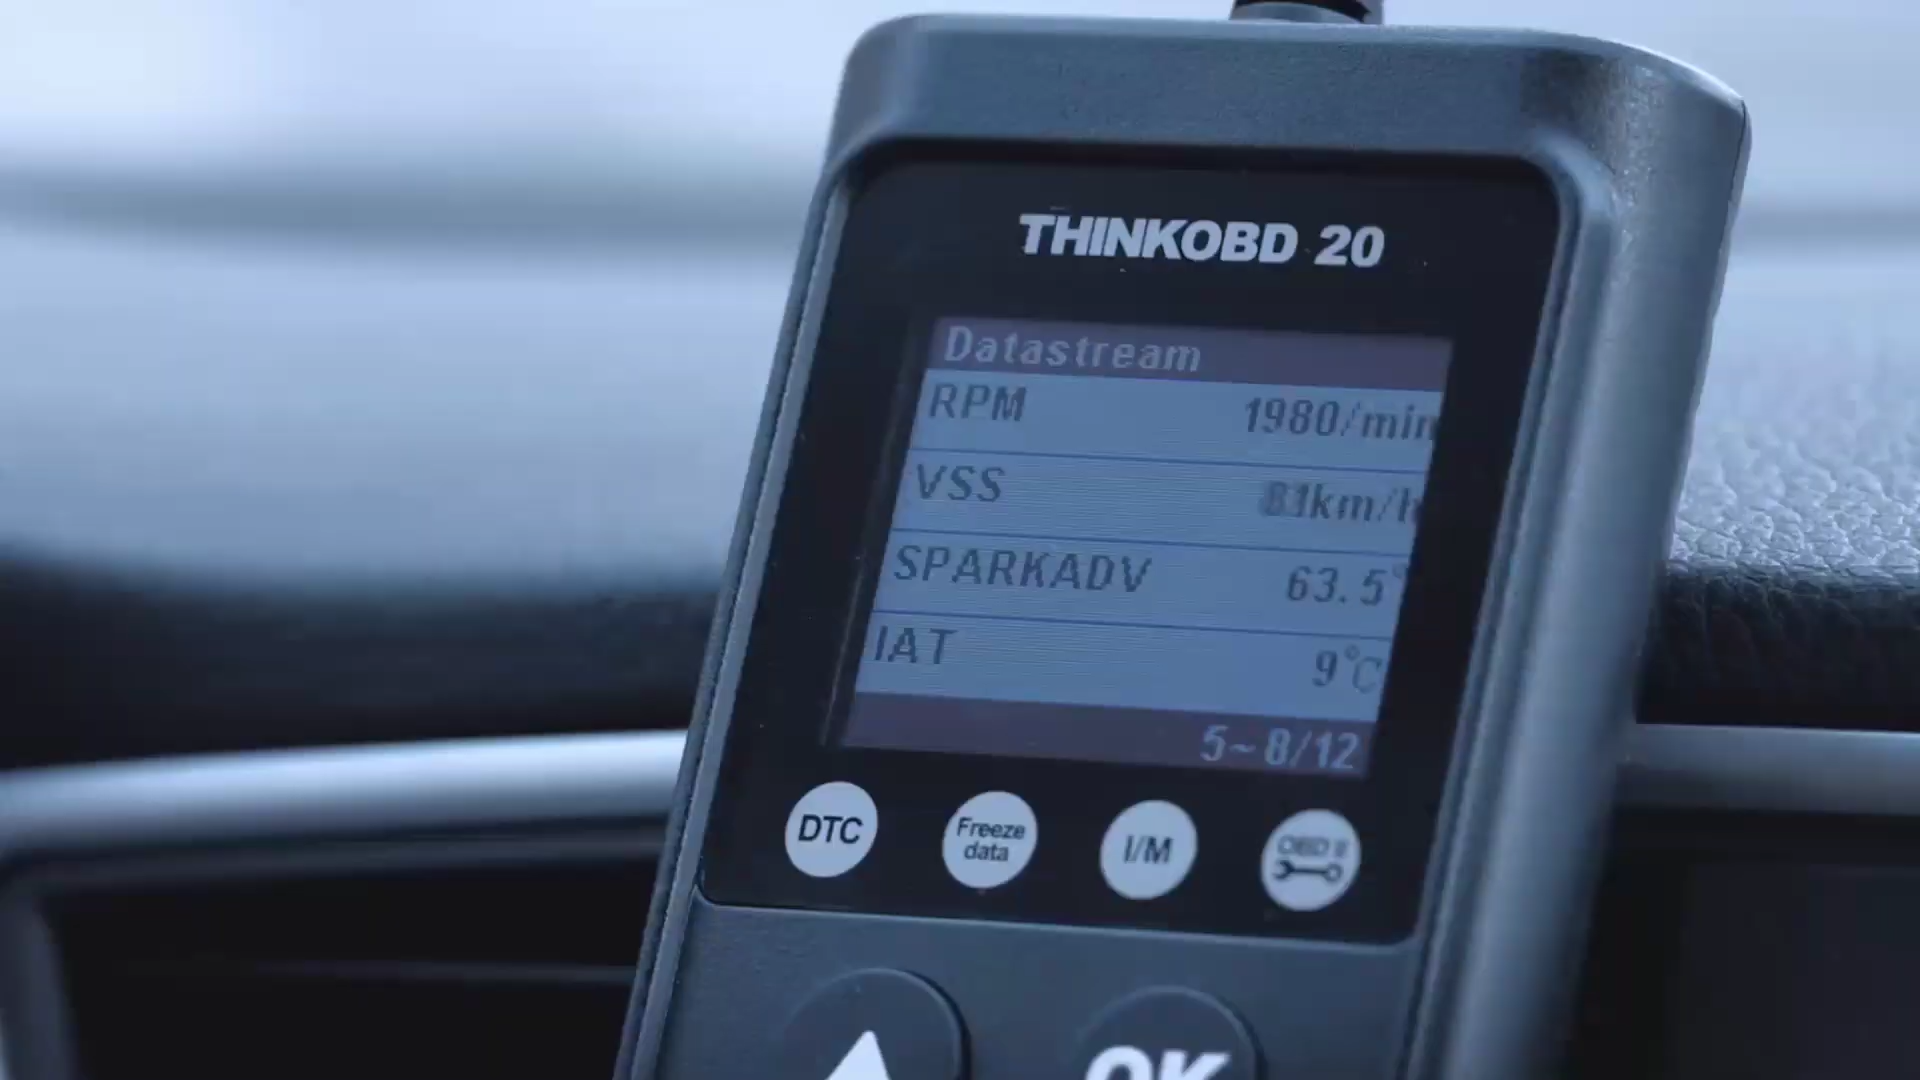 THINKOBD 20
Datastream
RPM 1980/min
VSS km/h
SPARKADV 63.5°
IAT 9°C
5~8/12
DTC
Freeze
data
I/M
OBD II
OK